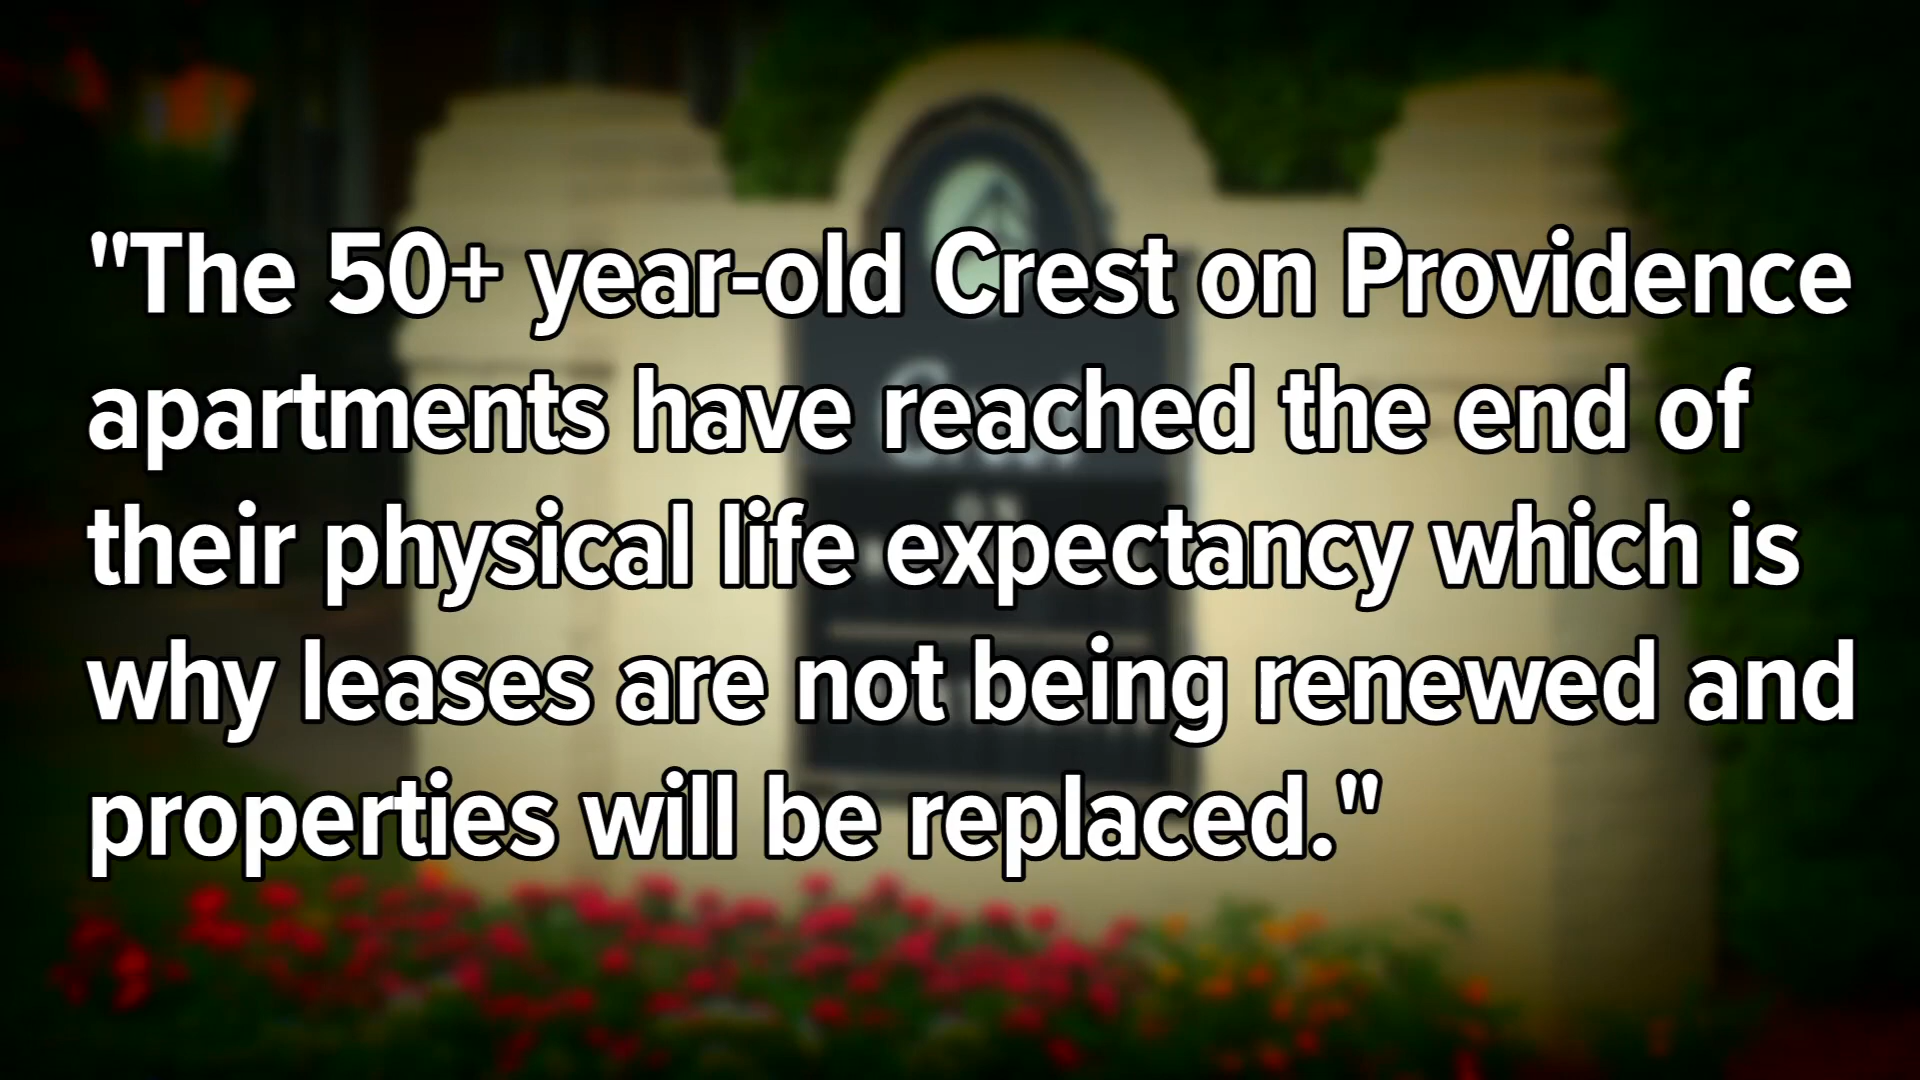 "The 50+ year-old Crest on Providence
apartments have reached the end of
their physical life expectancy which is
why leases are not being renewed and
properties will be replaced."